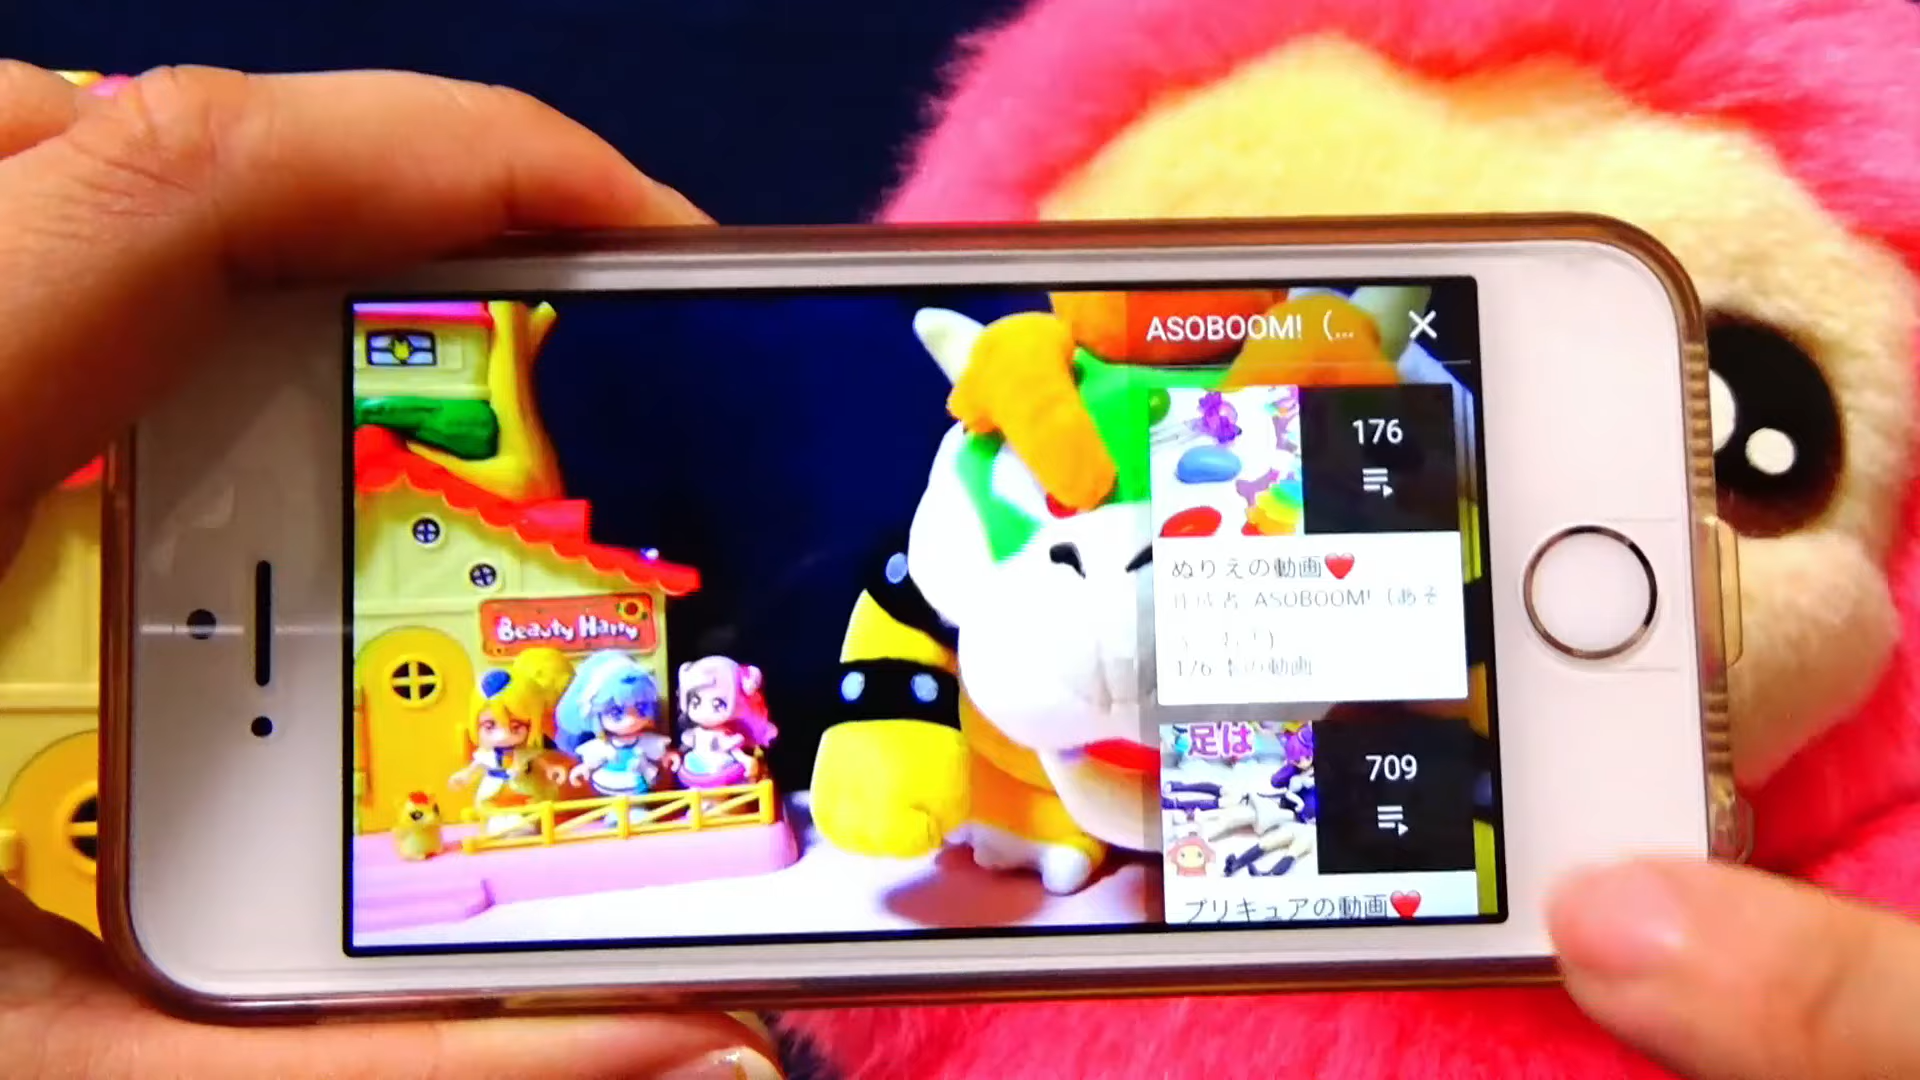 ASOBOOM! (...
176
ぬりえの動画❤
作成者 ASOBOOM! (あそ
176 本の動画
Beauty Harry
足は
709
プリキュアの動画❤